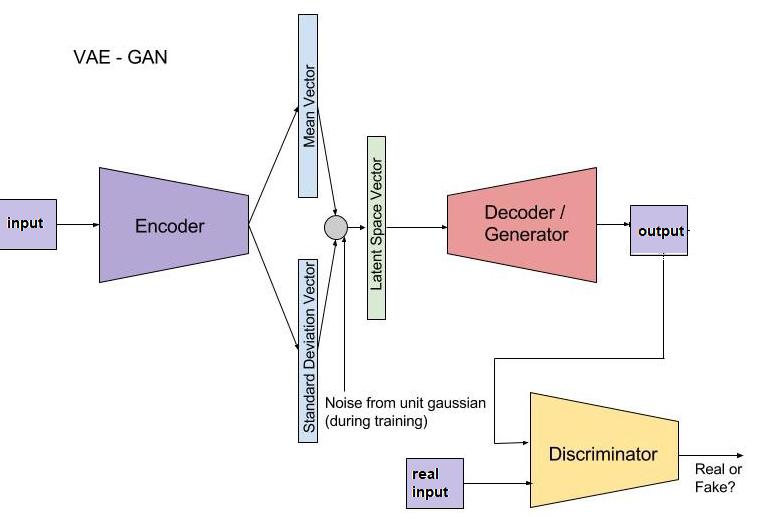 VAE - GAN
input
Encoder
Mean Vector
Standard Deviation Vector
Latent Space Vector
Noise from unit gaussian
(during training)
Decoder /
Generator
output
real
input
Discriminator
Real or
Fake?